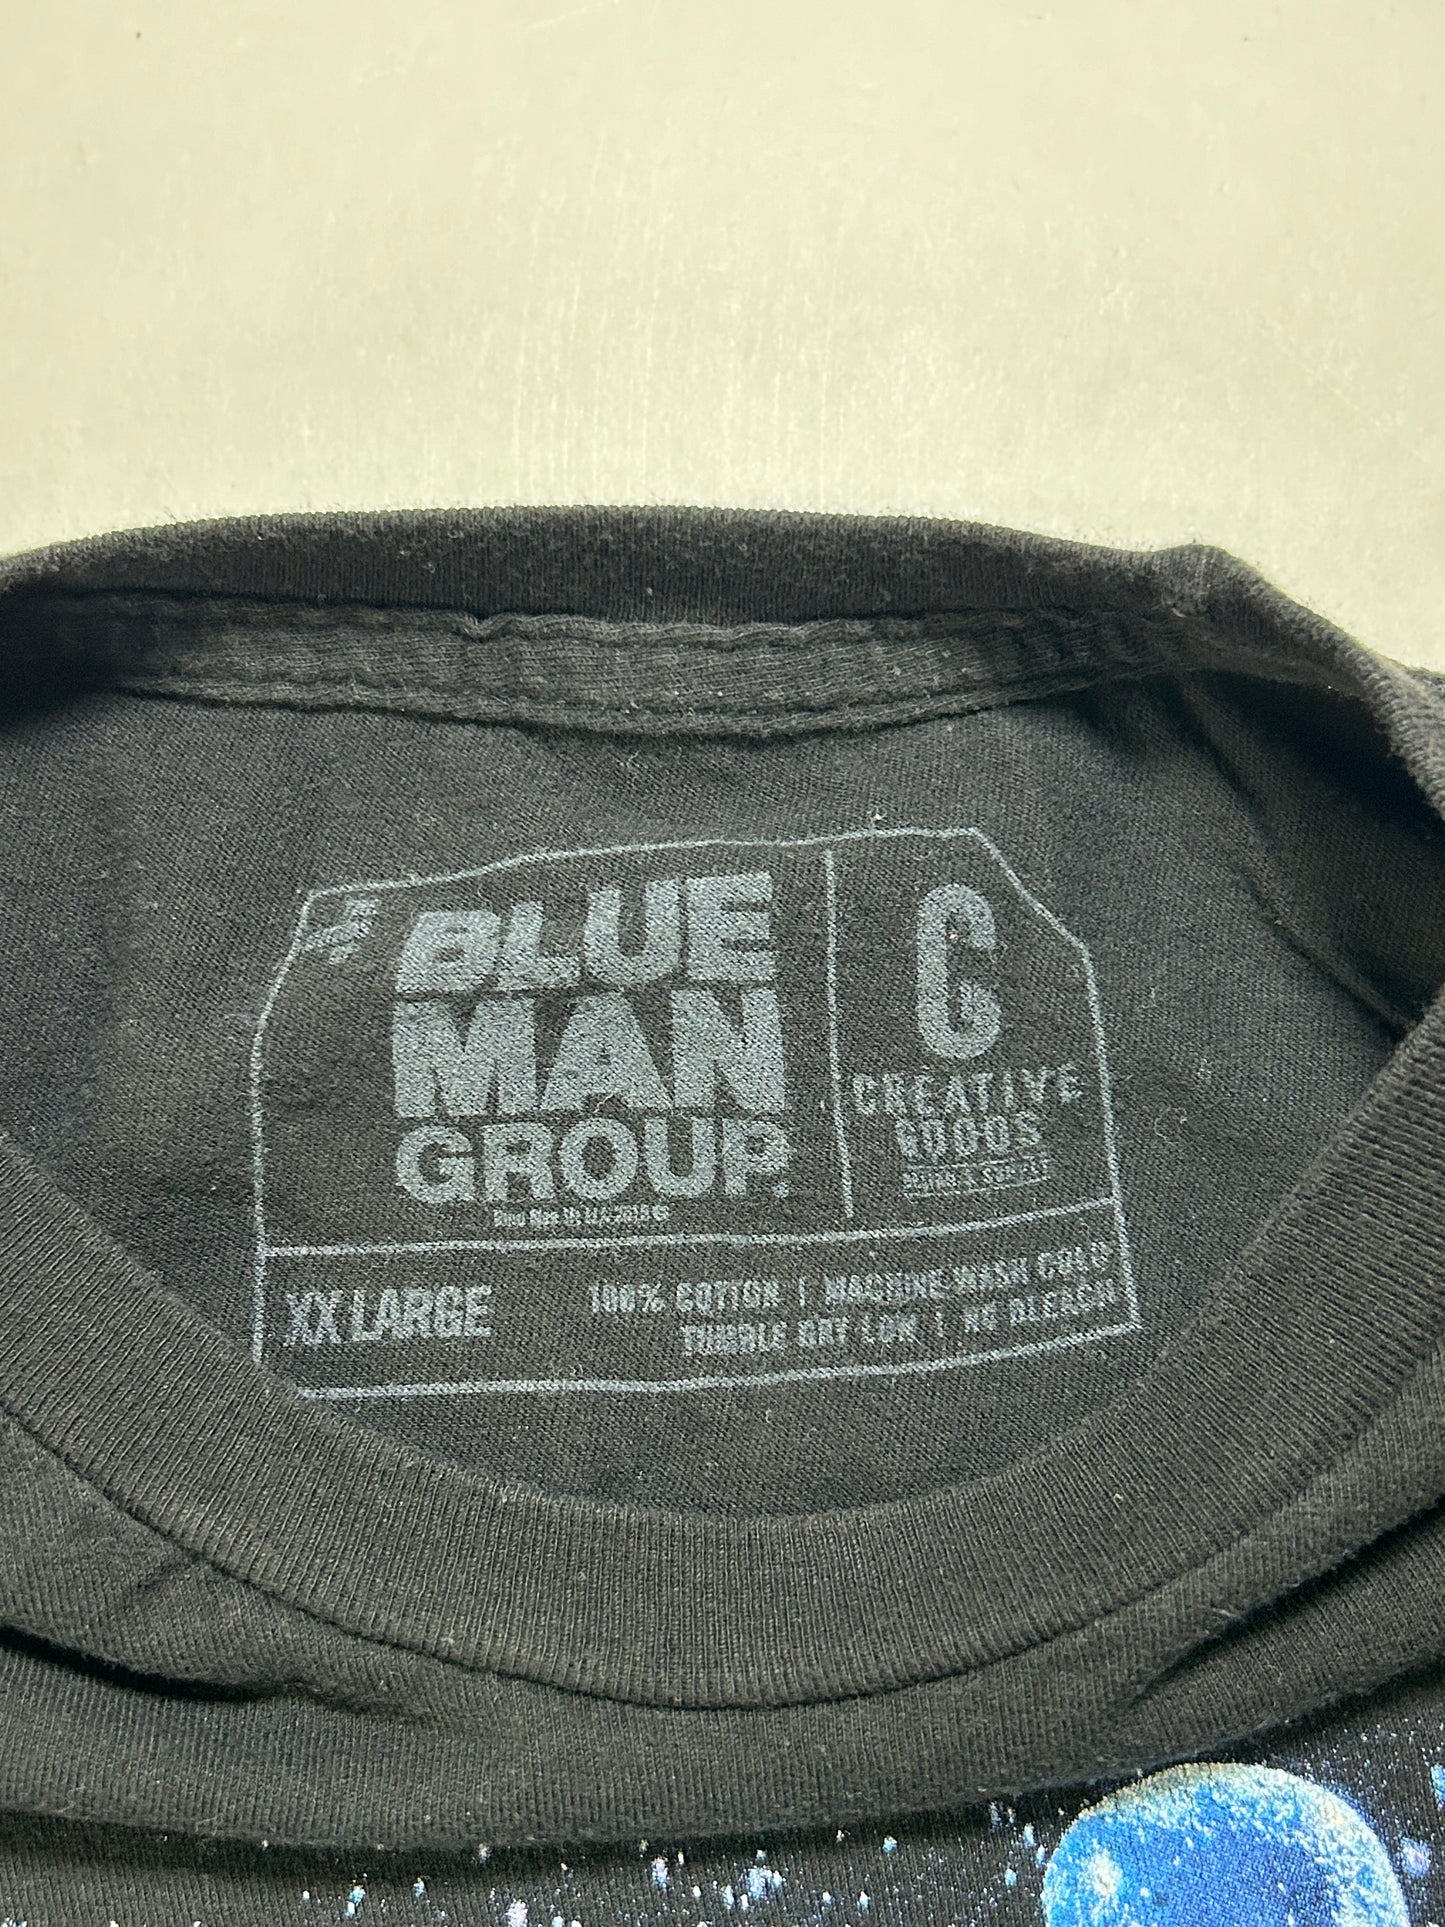 BLUE
MAN
GROUP.
C
CREATIVE
GOODS
XX LARGE
100% COTTON | MACHINE WASH COLD
TUMBLE DRY LOW | NO BLEACH